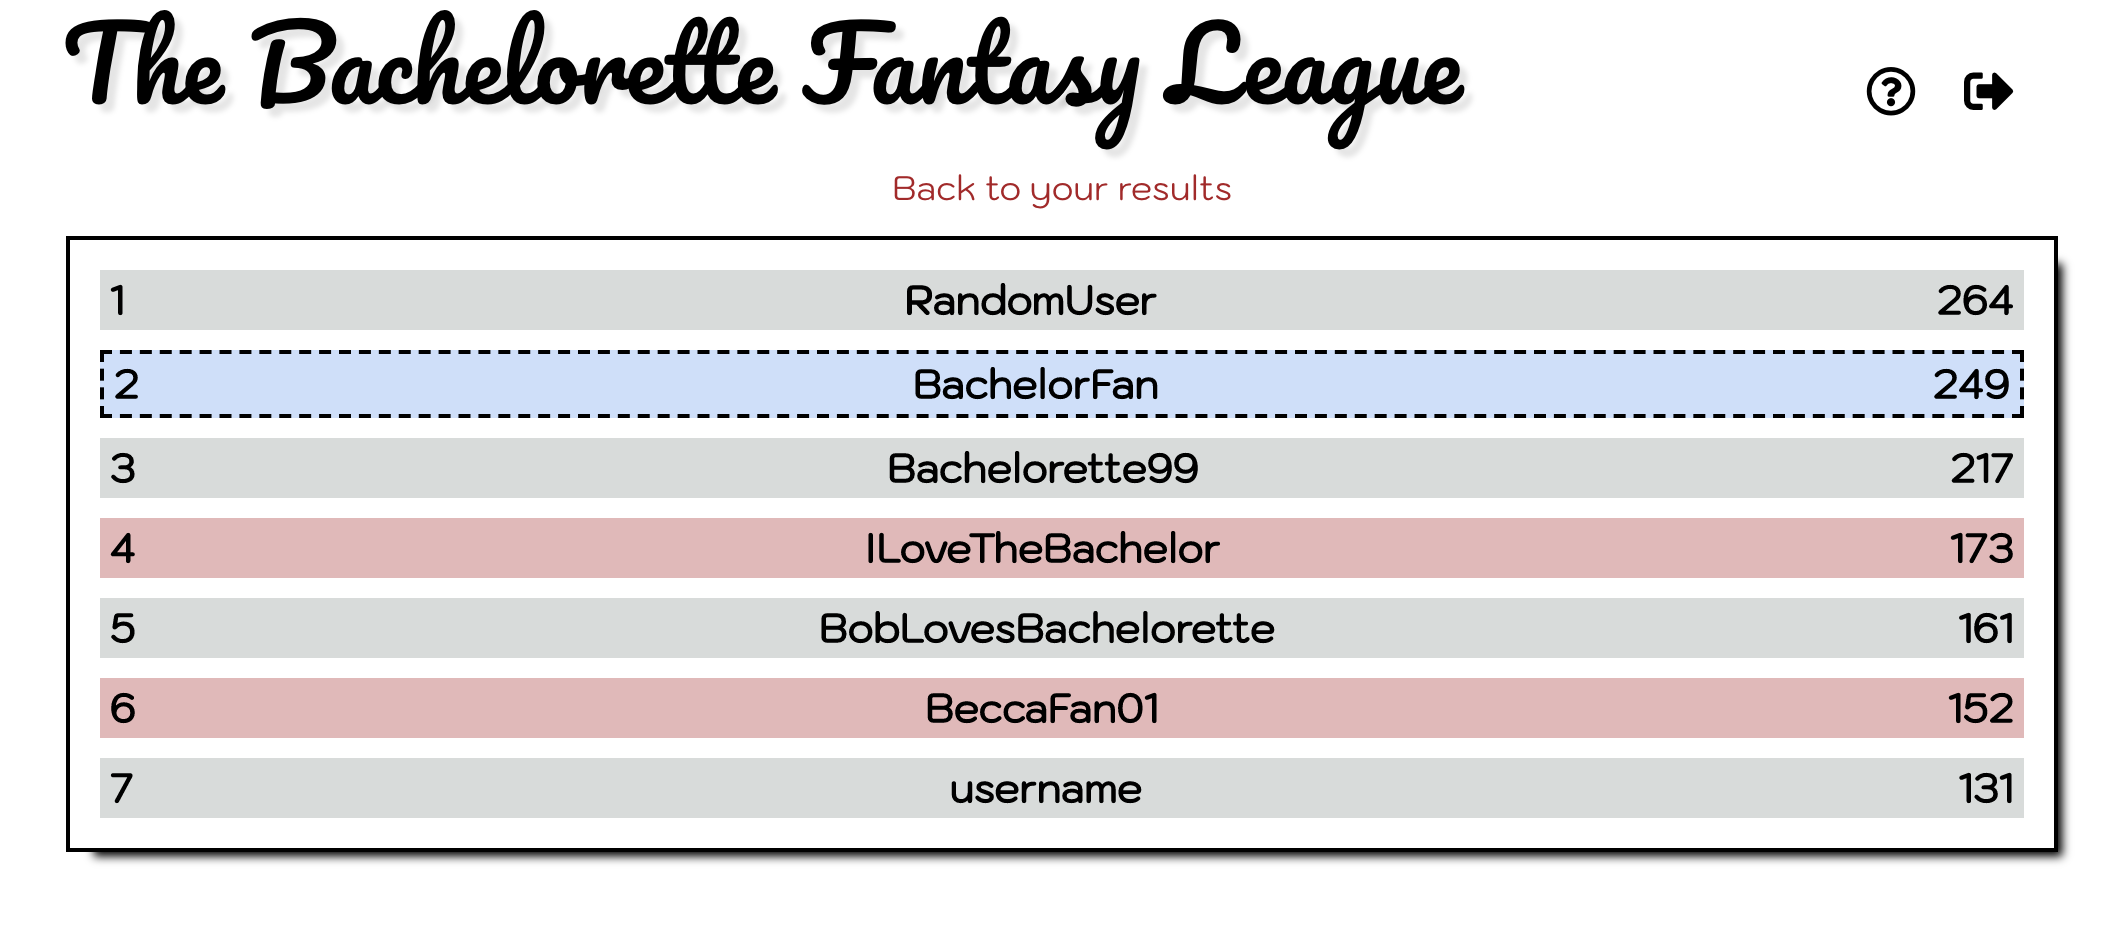 The Bachelorette Fantasy League
Back to your results
1 RandomUser 264
2 BachelorFan 249
3 Bachelorette99 217
4 ILoveTheBachelor 173
5 BobLovesBachelorette 161
6 BeccaFan01 152
7 username 131